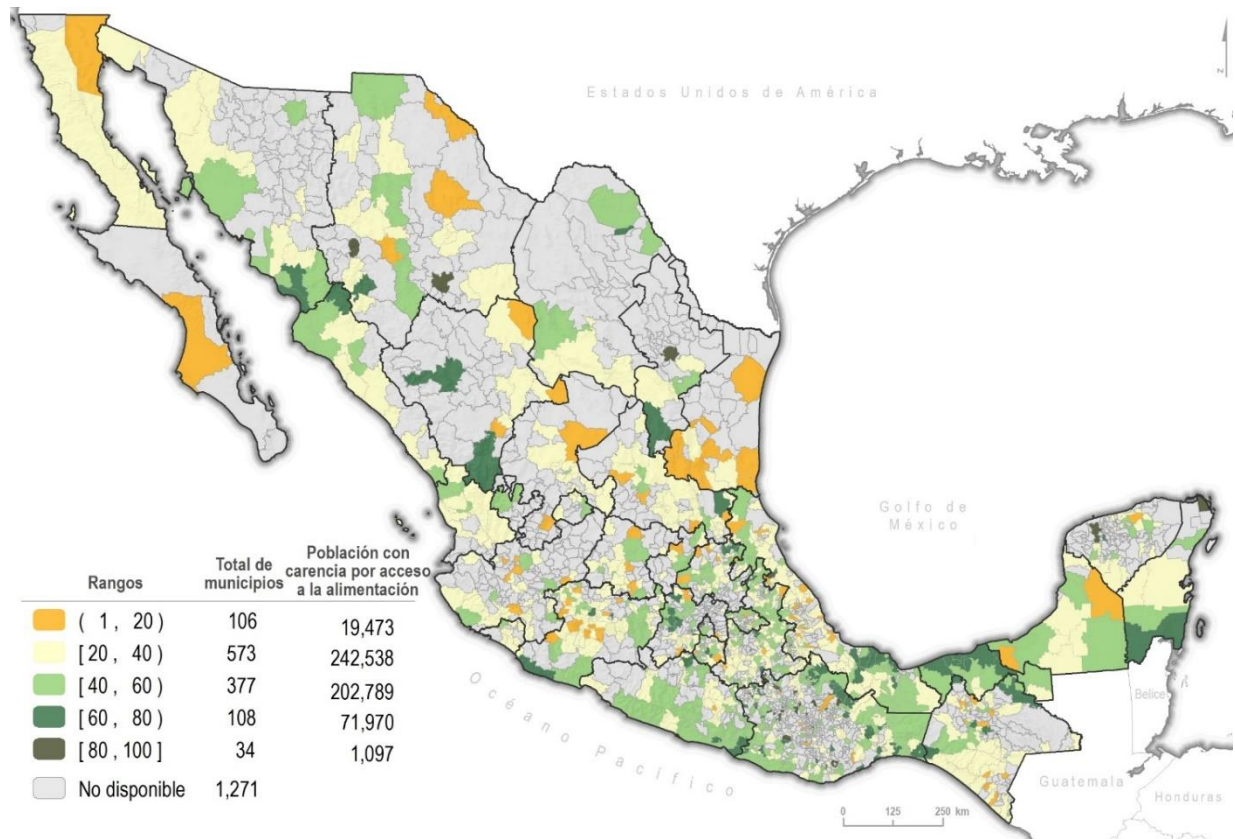 Estados Unidos de América
Golfo de
México
Océano Pacífico
Belice
Guatemala
Honduras
0 125 250 km
Rangos Total de municipios Población con carencia por acceso a la alimentación
( 1 , 20) 106 19,473
[20 , 40) 573 242,538
[40 , 60) 377 202,789
[60 , 80) 108 71,970
[80 , 100] 34 1,097
No disponible 1,271